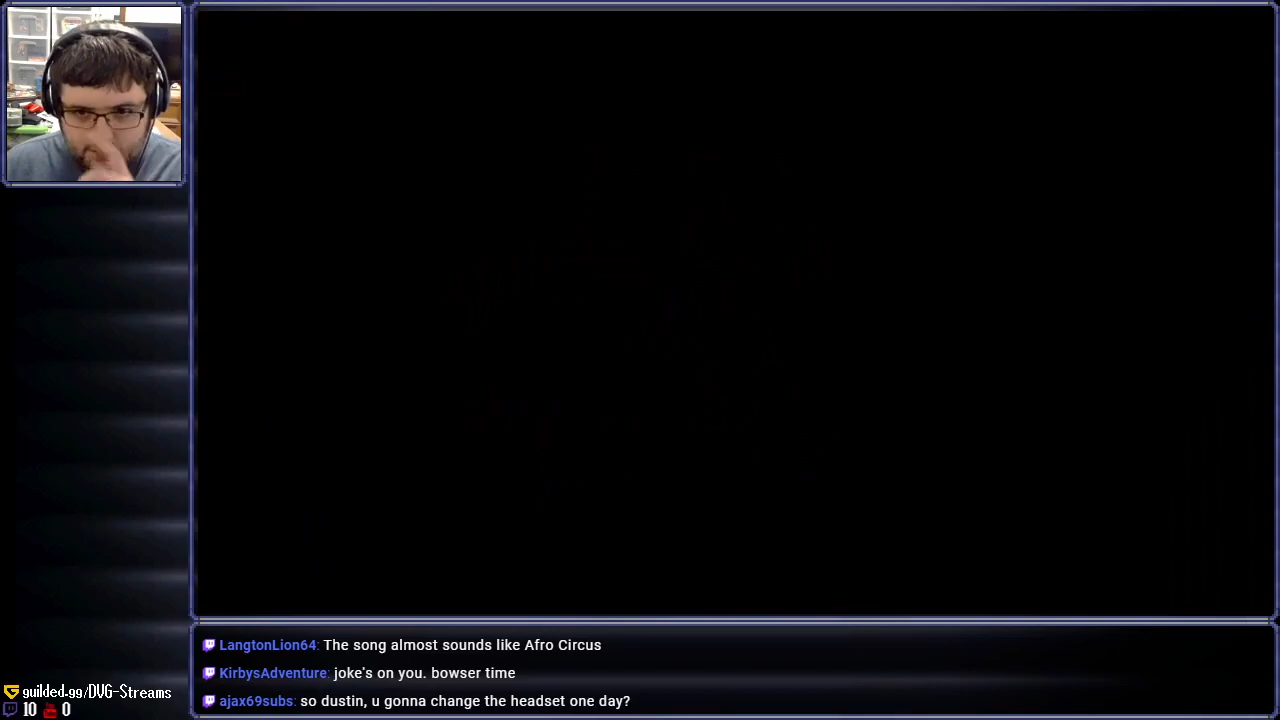 LangtonLion64: The song almost sounds like Afro Circus
KirbysAdventure: joke's on you. bowser time
ajax69subs: so dustin, u gonna change the headset one day?
guilded.gg/DVG-Streams
10 0